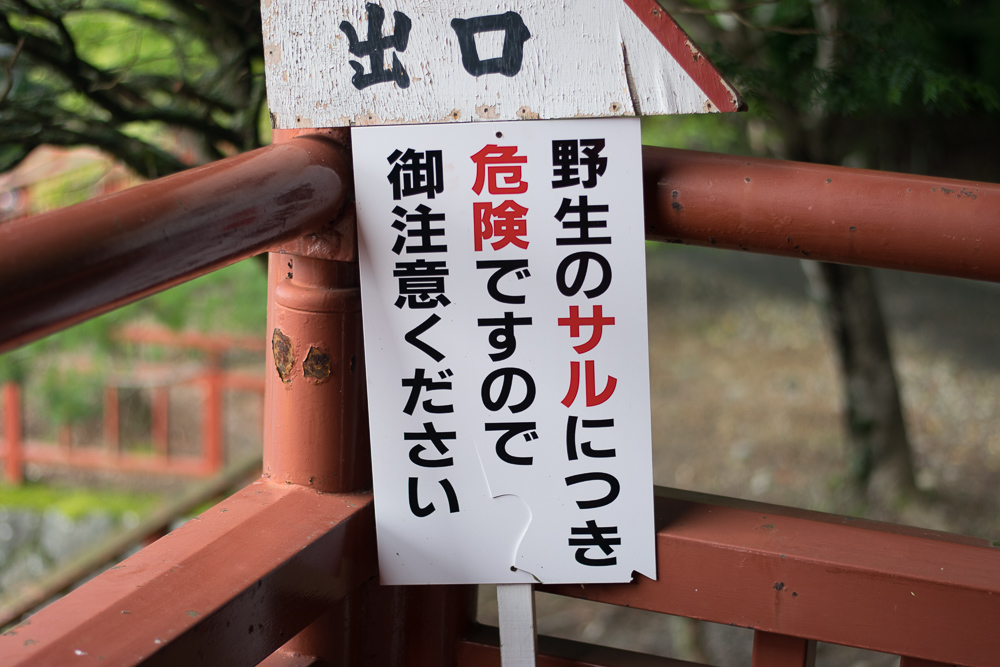 出口
野生のサルにつき
危険ですので
御注意ください